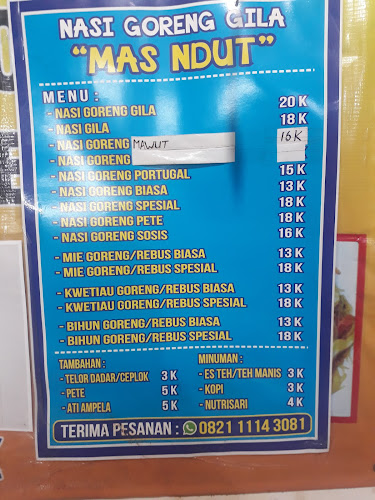 NASI GORENG GILA
"MAS NDUT"
MENU :
- NASI GORENG GILA 20 K
- NASI GILA 18 K
- NASI GORENG MAWUT 16 K
- NASI GORENG
- NASI GORENG PORTUGAL 15 K
- NASI GORENG BIASA 13 K
- NASI GORENG SPESIAL 18 K
- NASI GORENG PETE 18 K
- NASI GORENG SOSIS 16 K
- MIE GORENG/REBUS BIASA 13 K
- MIE GORENG/REBUS SPESIAL 18 K
- KWETIAU GORENG/REBUS BIASA 13 K
- KWETIAU GORENG/REBUS SPESIAL 18 K
- BIHUN GORENG/REBUS BIASA 13 K
- BIHUN GORENG/REBUS SPESIAL 18 K
TAMBAHAN :
- TELOR DADAR/CEPLOK 3 K
- PETE 5 K
- ATI AMPELA 5 K
MINUMAN :
- ES TEH/TEH MANIS 3 K
- KOPI 3 K
- NUTRISARI 4 K
TERIMA PESANAN : 0821 1114 3081